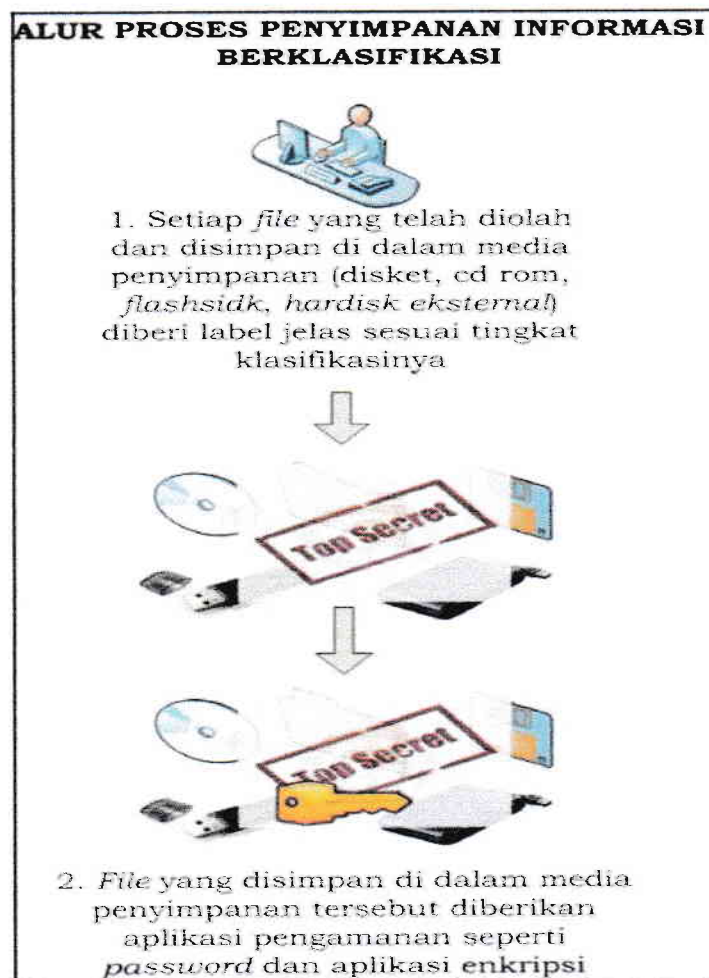 ALUR PROSES PENYIMPANAN INFORMASI
BERKLASIFIKASI
1. Setiap file yang telah diolah
dan disimpan di dalam media
penyimpanan (disket, cd rom,
flashsidk, hardisk eksternal)
diberi label jelas sesuai tingkat
klasifikasinya
Top Secret
Top Secret
2. File yang disimpan di dalam media
penyimpanan tersebut diberikan
aplikasi pengamanan seperti
password dan aplikasi enkripsi